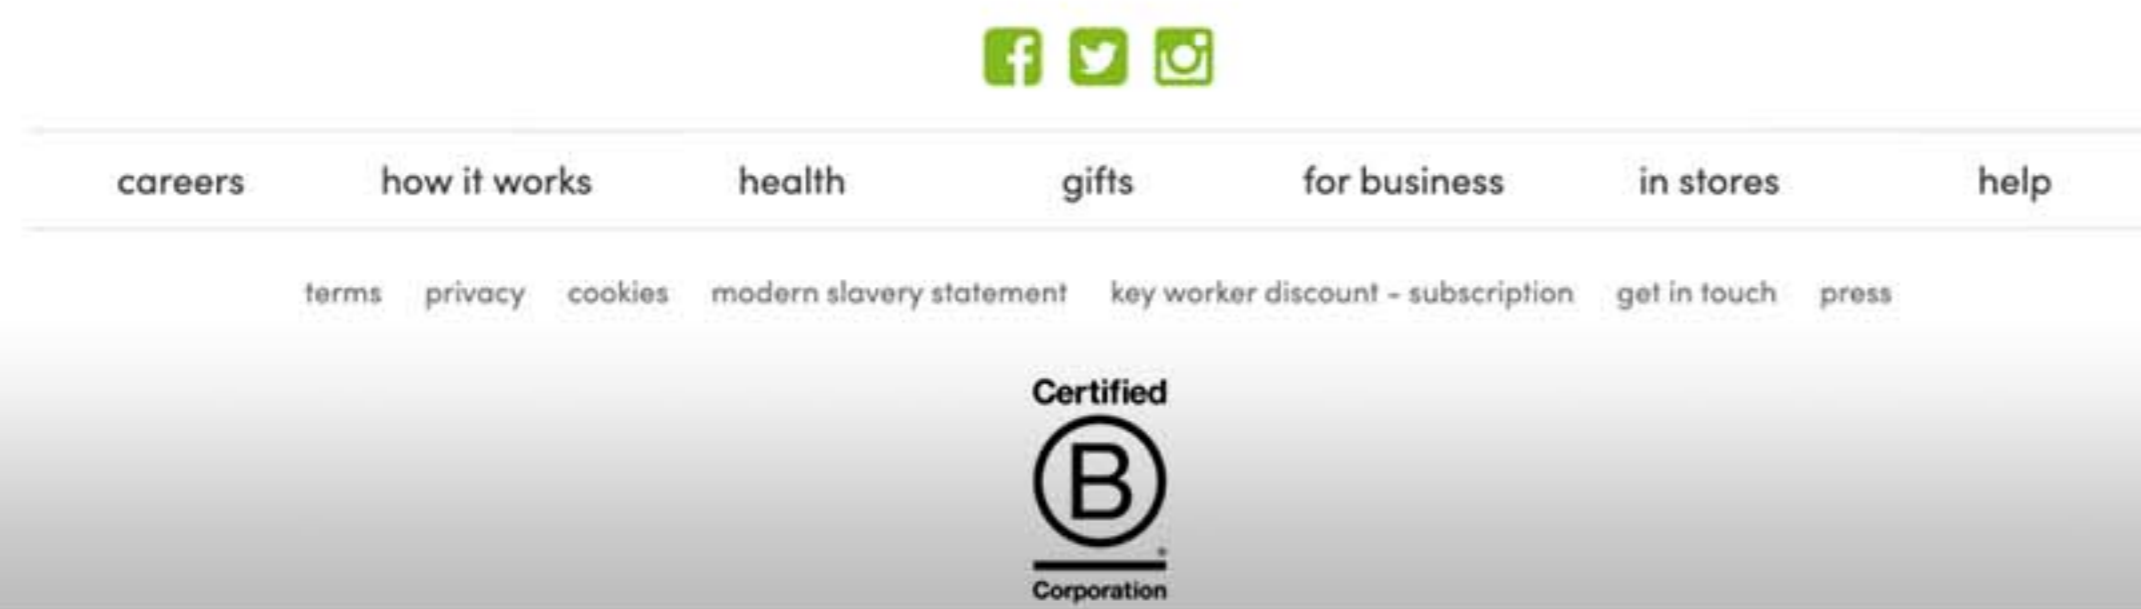 careers how it works health gifts for business in stores help
terms privacy cookies modern slavery statement key worker discount - subscription get in touch press
Certified
B
Corporation